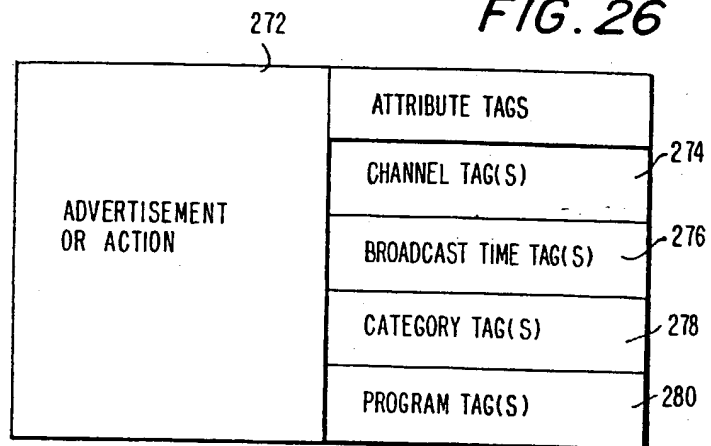 FIG. 26
272
ATTRIBUTE TAGS
CHANNEL TAG(S)
274
ADVERTISEMENT
OR ACTION
BROADCAST TIME TAG(S)
276
CATEGORY TAG(S)
278
PROGRAM TAG(S)
280